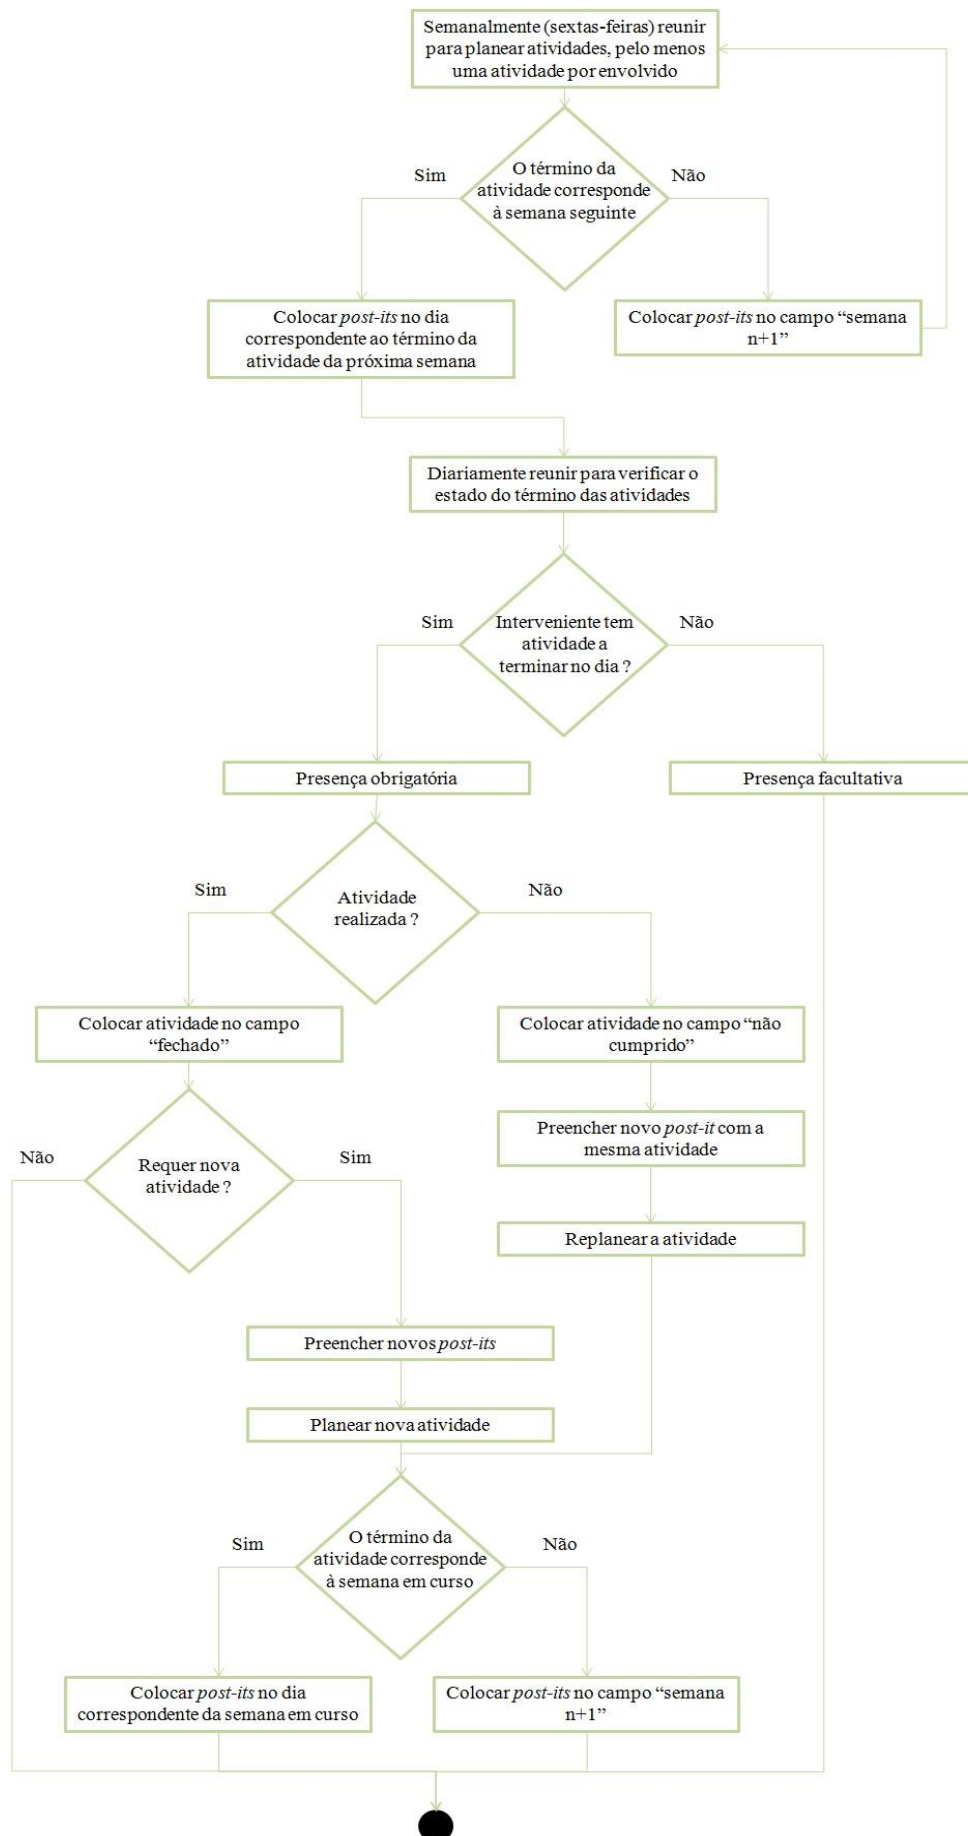 Semanalmente (sextas-feiras) reunir
para planear atividades, pelo menos
uma atividade por envolvido
O término da
atividade corresponde
à semana seguinte
Sim
Não
Colocar post-its no dia
correspondente ao término da
atividade da próxima semana
Colocar post-its no campo “semana
n+1”
Diariamente reunir para verificar o
estado do término das atividades
Interveniente tem
atividade a
terminar no dia ?
Sim
Não
Presença obrigatória
Presença facultativa
Atividade
realizada ?
Sim
Não
Colocar atividade no campo
“fechado”
Colocar atividade no campo “não
cumprido”
Preencher novo post-it com a
mesma atividade
Não
Requer nova
atividade ?
Sim
Replanear a atividade
Preencher novos post-its
Planear nova atividade
O término da
atividade corresponde
à semana em curso
Sim
Não
Colocar post-its no dia
correspondente da semana em curso
Colocar post-its no campo “semana
n+1”